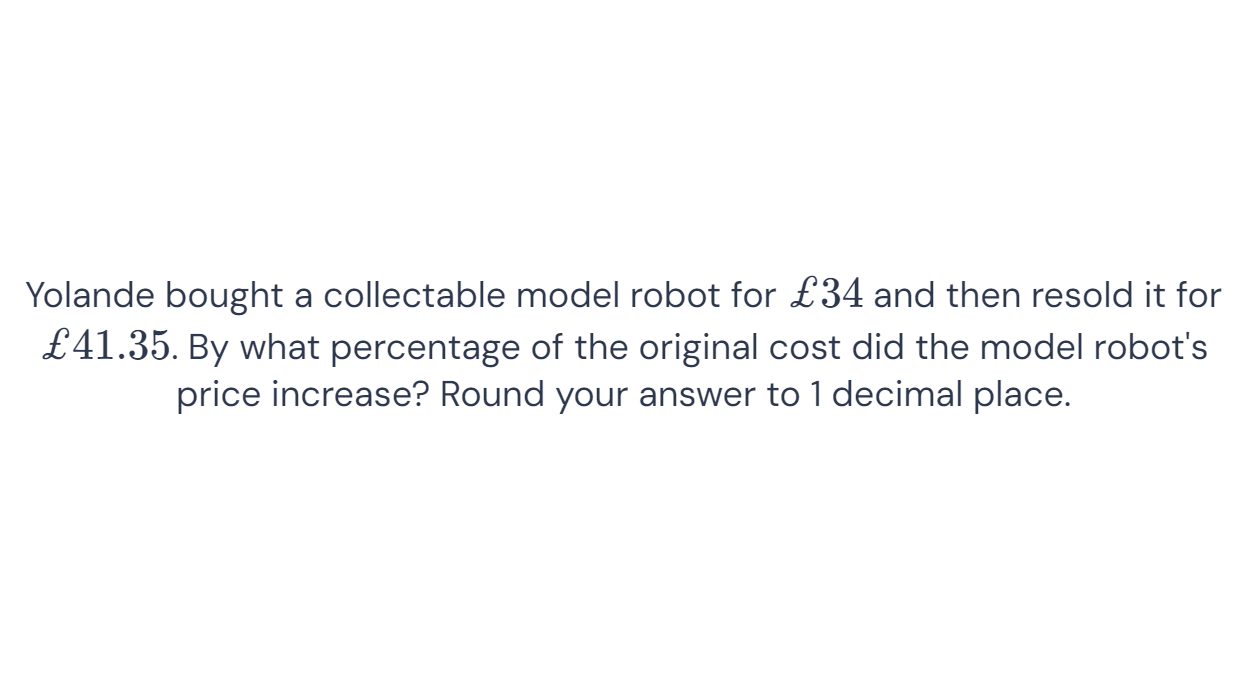 Yolande bought a collectable model robot for £34 and then resold it for
£41.35. By what percentage of the original cost did the model robot's
price increase? Round your answer to 1 decimal place.